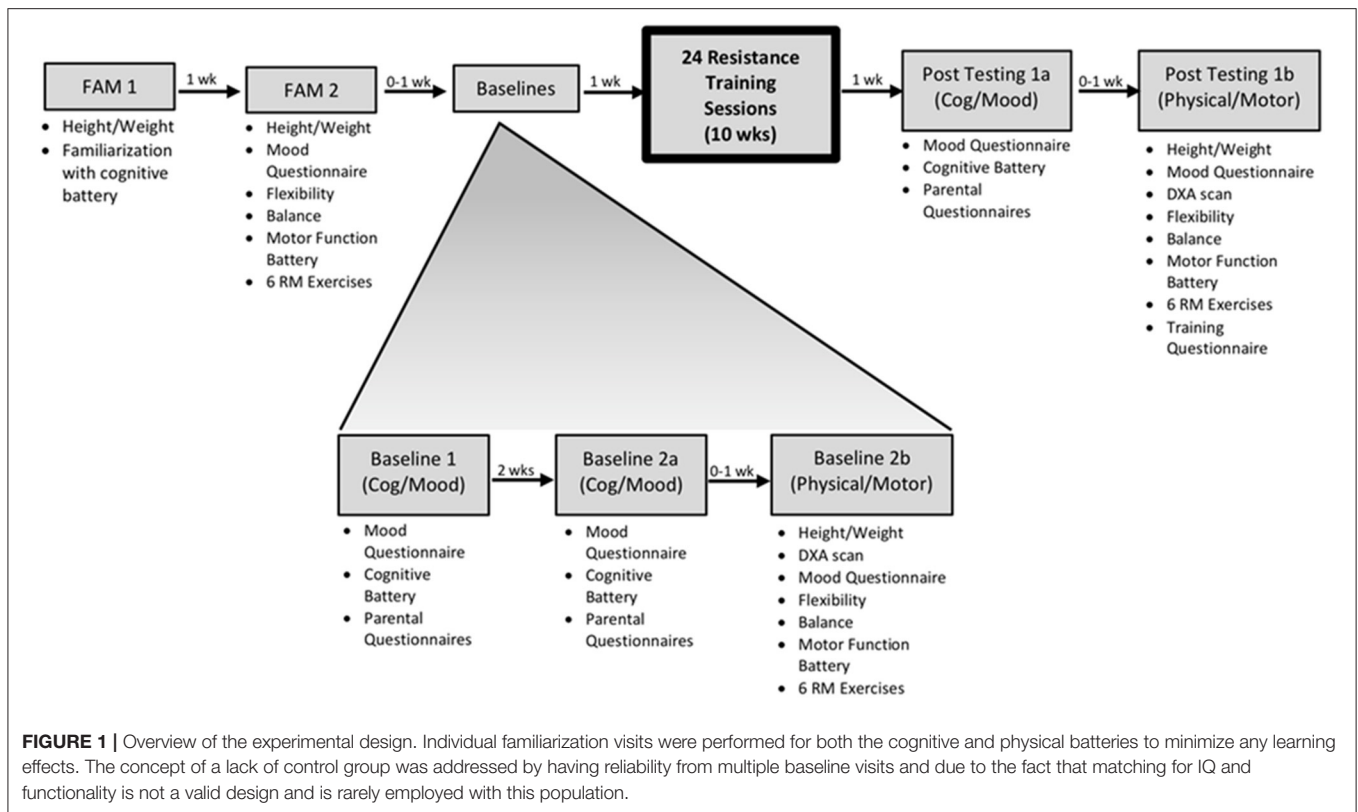 FAM 1
1 wk
FAM 2
0-1 wk
Baselines
1 wk
24 Resistance
Training
Sessions
(10 wks)
1 wk
Post Testing 1a
(Cog/Mood)
0-1 wk
Post Testing 1b
(Physical/Motor)
• Height/Weight
• Familiarization
with cognitive
battery
• Height/Weight
• Mood
Questionnaire
• Flexibility
• Balance
• Motor Function
Battery
• 6 RM Exercises
• Mood Questionnaire
• Cognitive Battery
• Parental
Questionnaires
• Height/Weight
• Mood Questionnaire
• DXA scan
• Flexibility
• Balance
• Motor Function
Battery
• 6 RM Exercises
• Training
Questionnaire
Baseline 1
(Cog/Mood)
2 wks
Baseline 2a
(Cog/Mood)
0-1 wk
Baseline 2b
(Physical/Motor)
• Mood
Questionnaire
• Cognitive
Battery
• Parental
Questionnaires
• Mood
Questionnaire
• Cognitive
Battery
• Parental
Questionnaires
• Height/Weight
• DXA scan
• Mood Questionnaire
• Flexibility
• Balance
• Motor Function
Battery
• 6 RM Exercises
FIGURE 1 | Overview of the experimental design. Individual familiarization visits were performed for both the cognitive and physical batteries to minimize any learning
effects. The concept of a lack of control group was addressed by having reliability from multiple baseline visits and due to the fact that matching for IQ and
functionality is not a valid design and is rarely employed with this population.